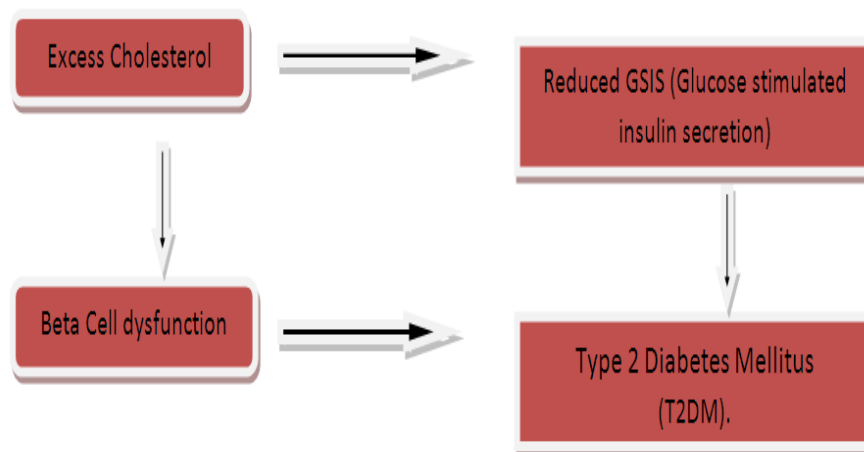 Excess Cholesterol
Reduced GSIS (Glucose stimulated
insulin secretion)
Beta Cell dysfunction
Type 2 Diabetes Mellitus
(T2DM).